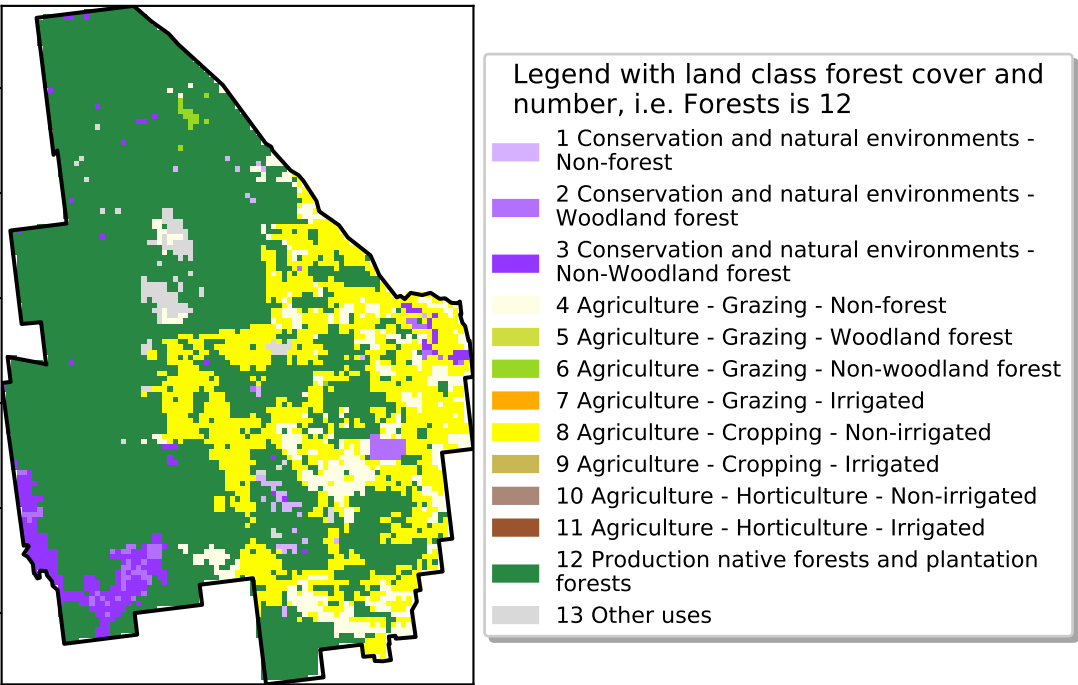 Legend with land class forest cover and
number, i.e. Forests is 12
1 Conservation and natural environments -
Non-forest
2 Conservation and natural environments -
Woodland forest
3 Conservation and natural environments -
Non-Woodland forest
4 Agriculture - Grazing - Non-forest
5 Agriculture - Grazing - Woodland forest
6 Agriculture - Grazing - Non-woodland forest
7 Agriculture - Grazing - Irrigated
8 Agriculture - Cropping - Non-irrigated
9 Agriculture - Cropping - Irrigated
10 Agriculture - Horticulture - Non-irrigated
11 Agriculture - Horticulture - Irrigated
12 Production native forests and plantation
forests
13 Other uses